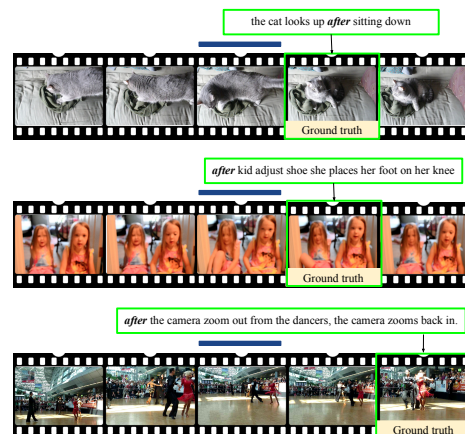 the cat looks up after sitting down
Ground truth
after kid adjust shoe she places her foot on her knee
Ground truth
after the camera zoom out from the dancers, the camera zooms back in.
Ground truth